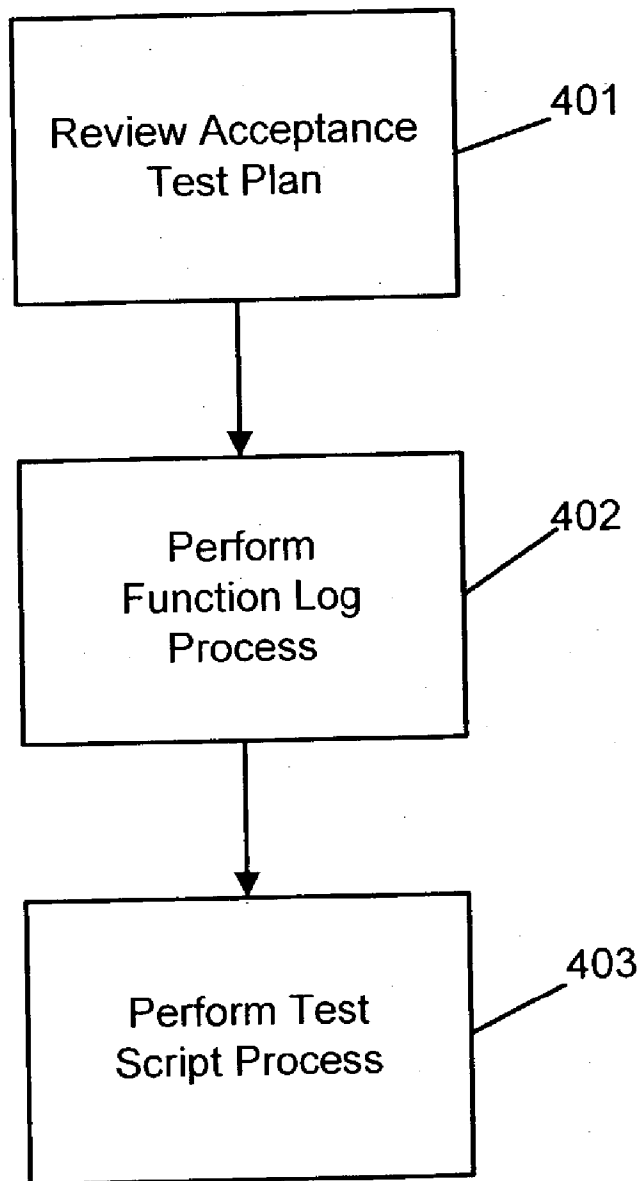 Review Acceptance
Test Plan
401
Perform
Function Log
Process
402
Perform Test
Script Process
403